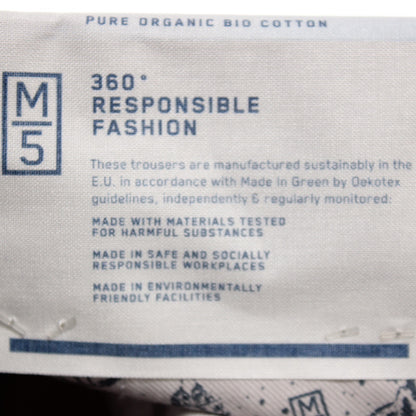 PURE ORGANIC BIO COTTON
M
5
360°
RESPONSIBLE
FASHION
These trousers are manufactured sustainably in the
E.U. in accordance with Made in Green by Oekotex
guidelines, independently & regularly monitored:
MADE WITH MATERIALS TESTED
FOR HARMFUL SUBSTANCES
MADE IN SAFE AND SOCIALLY
RESPONSIBLE WORKPLACES
MADE IN ENVIRONMENTALLY
FRIENDLY FACILITIES
M